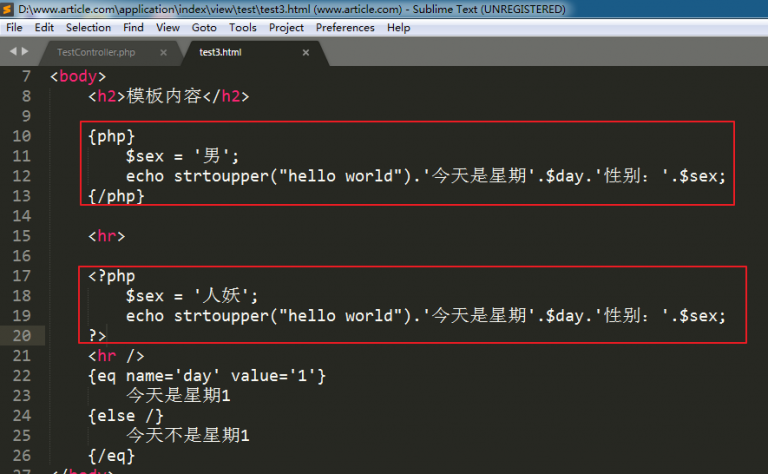 D:\www.article.com\application\index\view\test\test3.html (www.article.com) - Sublime Text (UNREGISTERED)
File Edit Selection Find View Goto Tools Project Preferences Help
TestController.php × test3.html ×
7 <body>
8 <h2>模板内容</h2>
9
10 {php}
11 $sex = '男';
12 echo strtoupper("hello world").'今天是星期'.$day.'性别：'.$sex;
13 {/php}
14
15 <hr>
16
17 <?php
18 $sex = '人妖';
19 echo strtoupper("hello world").'今天是星期'.$day.'性别：'.$sex;
20 ?>
21 <hr />
22 {eq name='day' value='1'}
23 今天是星期1
24 {else /}
25 今天不是星期1
26 {/eq}
27 </body>